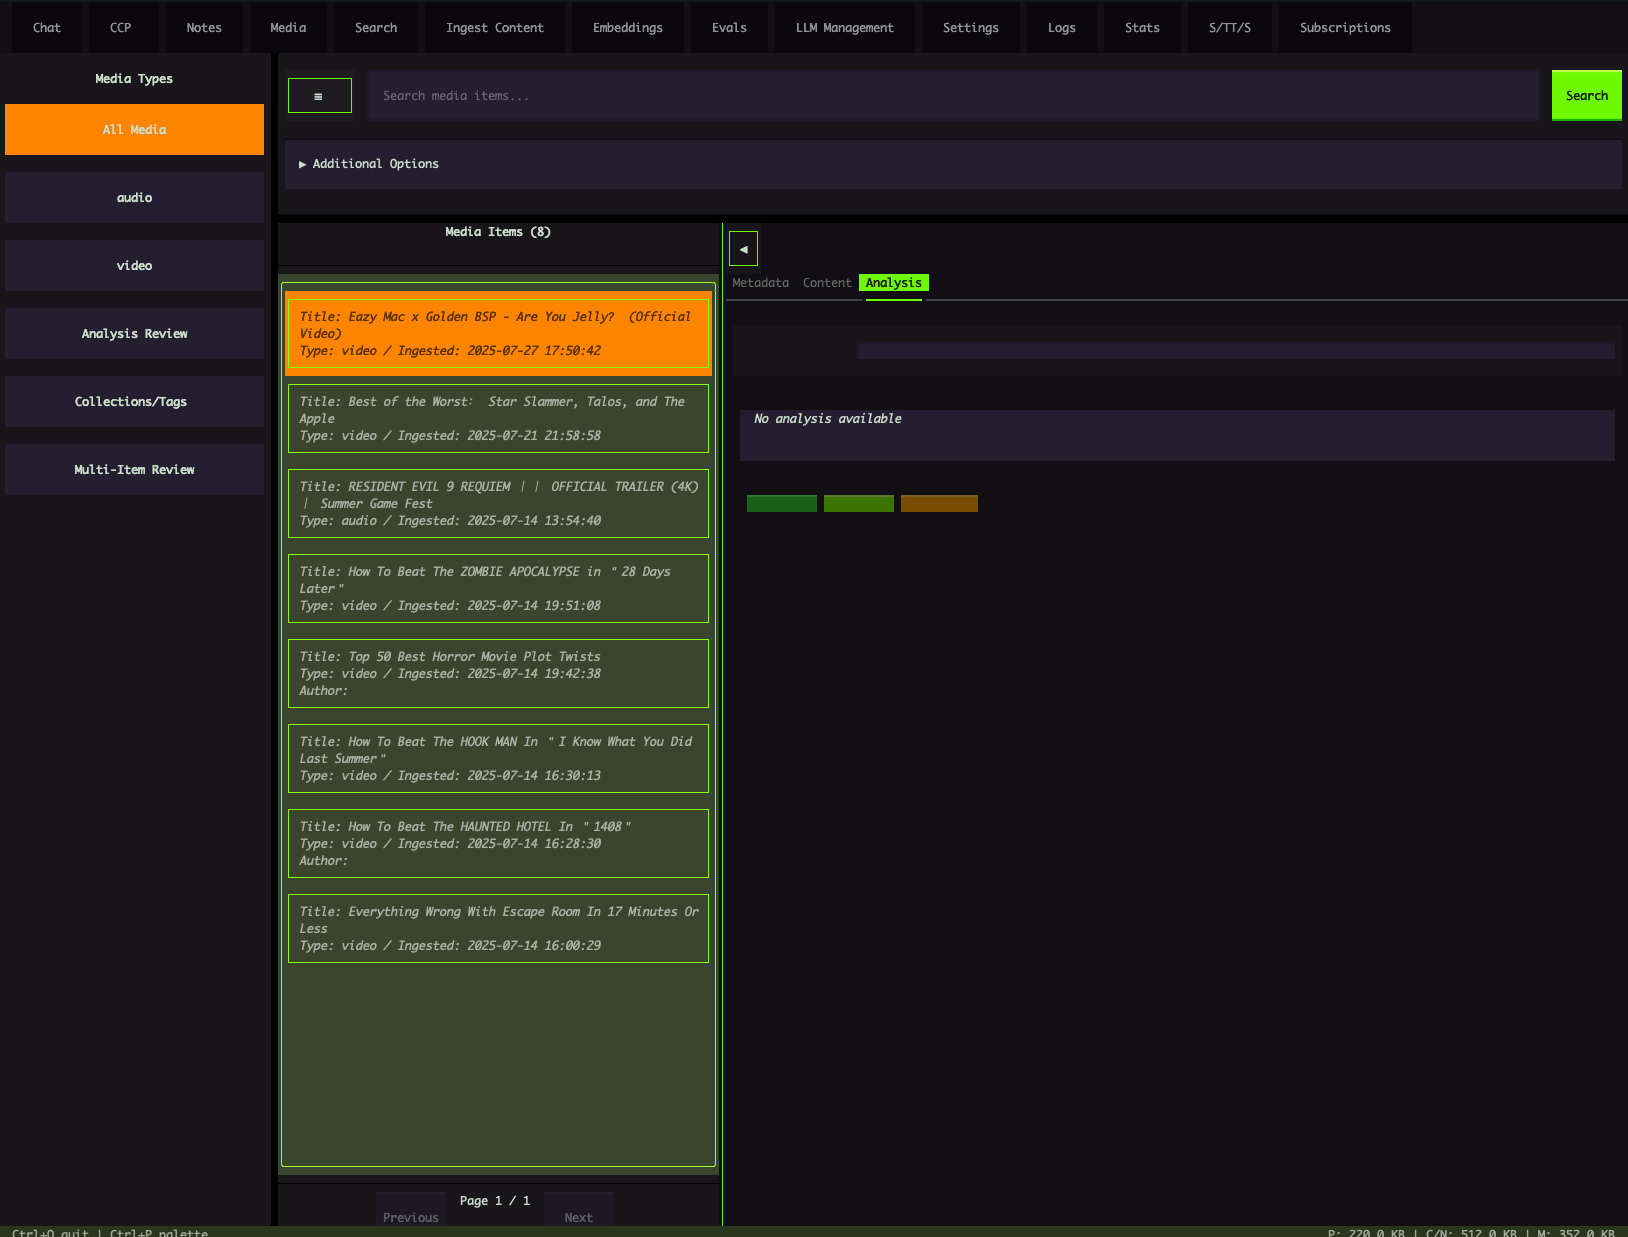 Chat CCP Notes Media Search Ingest Content Embeddings Evals LLM Management Settings Logs Stats S/TT/S Subscriptions
Media Types
All Media
audio
video
Analysis Review
Collections/Tags
Multi-Item Review
≡ Search media items... Search
▶ Additional Options
Media Items (8)
Title: Eazy Mac x Golden BSP - Are You Jelly? (Official
Video)
Type: video / Ingested: 2025-07-27 17:50:42
Title: Best of the Worst: Star Slammer, Talos, and The
Apple
Type: video / Ingested: 2025-07-21 21:58:58
Title: RESIDENT EVIL 9 REQUIEM || OFFICIAL TRAILER (4K)
| Summer Game Fest
Type: audio / Ingested: 2025-07-14 13:54:40
Title: How To Beat The ZOMBIE APOCALYPSE in "28 Days
Later"
Type: video / Ingested: 2025-07-14 19:51:08
Title: Top 50 Best Horror Movie Plot Twists
Type: video / Ingested: 2025-07-14 19:42:38
Author:
Title: How To Beat The HOOK MAN In "I Know What You Did
Last Summer"
Type: video / Ingested: 2025-07-14 16:30:13
Title: How To Beat The HAUNTED HOTEL In "1408"
Type: video / Ingested: 2025-07-14 16:28:30
Author:
Title: Everything Wrong With Escape Room In 17 Minutes Or
Less
Type: video / Ingested: 2025-07-14 16:00:29
Page 1 / 1
Previous Next
◀
Metadata Content Analysis
No analysis available
Ctrl+Q quit | Ctrl+P palette
P: 220.0 KB | C/N: 512.0 KB | M: 352.0 KB